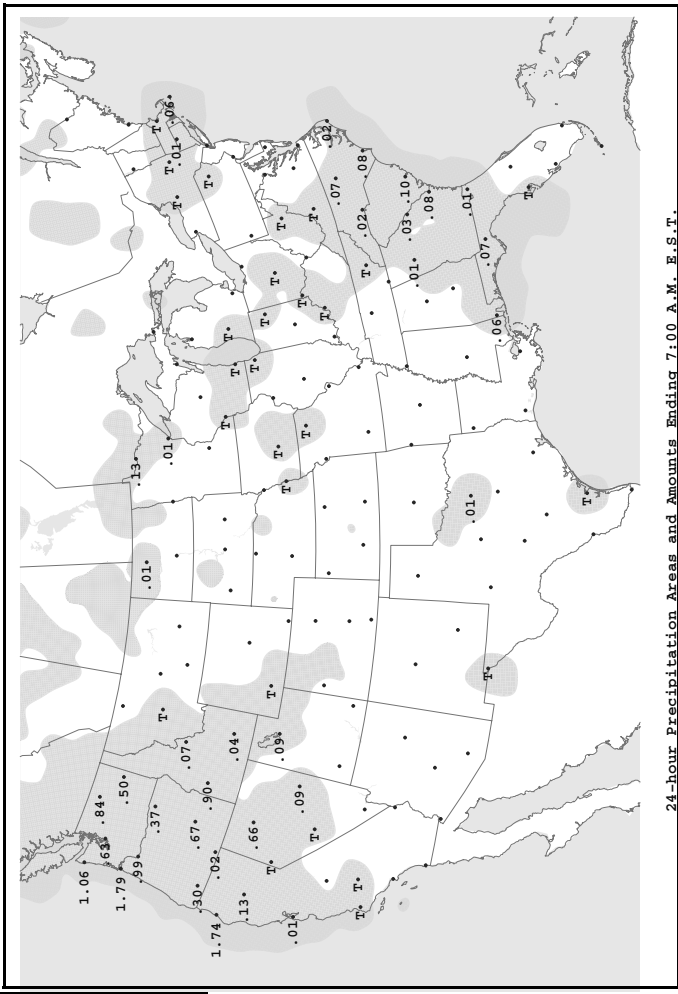 1.06
.84
.63
1.79
.50
.13
.99
.01
.37
T
T
.01
T
.06
.01
T
.07
.67
.30
.90
T
.02
1.74
T
T
.04
T
.13
.66
T
T
T
T
T
T
.09
T
T
.01
.09
T
T
T
T
T
.02
.07
T
T
.02
.08
T
.10
.03
.01
.08
.01
.01
.07
T
.06
T
T
24-hour Precipitation Areas and Amounts Ending 7:00 A.M. E.S.T.